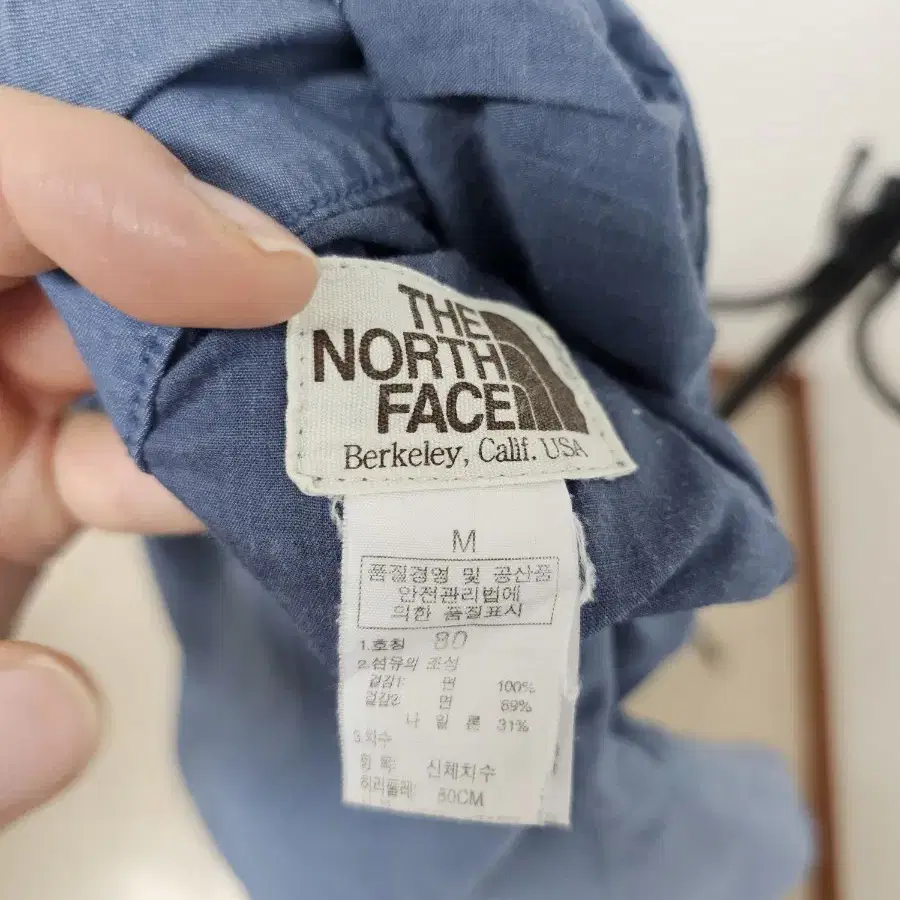 THE
NORTH
FACE
Berkeley, Calif. USA
M
품질경영 및 공산품
안전관리법에
의한 품질표시
1.호칭 80
2.섬유의 조성
겉감1: 면 100%
겉감2: 면 69%
나 일 론 31%
3.치수
항 목: 신체치수
허리둘레: 80CM